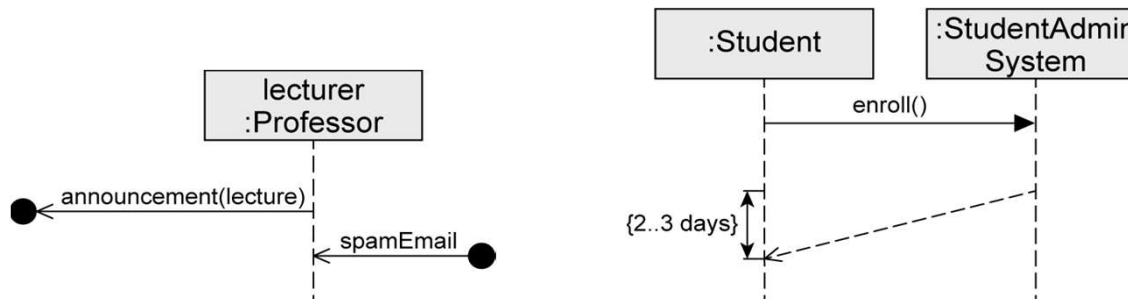 lecturer
:Professor
announcement(lecture)
spamEmail
:Student
:StudentAdmin
System
enroll()
{2..3 days}